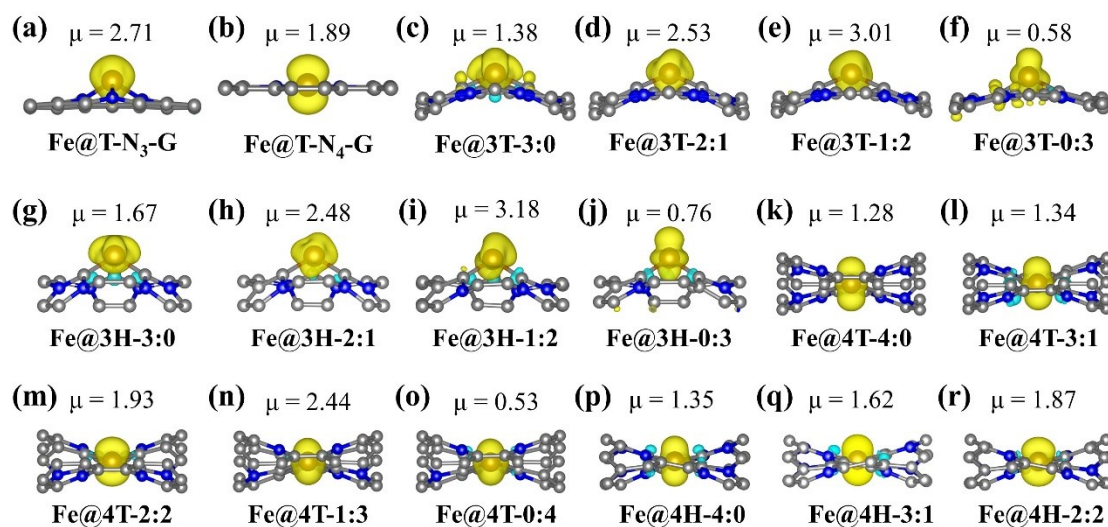 (a) μ = 2.71
Fe@T-N₃-G
(b) μ = 1.89
Fe@T-N₄-G
(c) μ = 1.38
Fe@3T-3:0
(d) μ = 2.53
Fe@3T-2:1
(e) μ = 3.01
Fe@3T-1:2
(f) μ = 0.58
Fe@3T-0:3
(g) μ = 1.67
Fe@3H-3:0
(h) μ = 2.48
Fe@3H-2:1
(i) μ = 3.18
Fe@3H-1:2
(j) μ = 0.76
Fe@3H-0:3
(k) μ = 1.28
Fe@4T-4:0
(l) μ = 1.34
Fe@4T-3:1
(m) μ = 1.93
Fe@4T-2:2
(n) μ = 2.44
Fe@4T-1:3
(o) μ = 0.53
Fe@4T-0:4
(p) μ = 1.35
Fe@4H-4:0
(q) μ = 1.62
Fe@4H-3:1
(r) μ = 1.87
Fe@4H-2:2